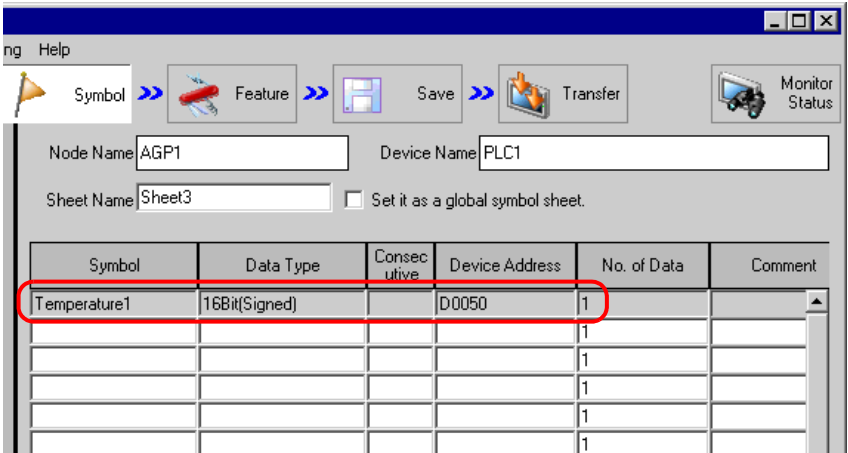 ng Help
Symbol Feature Save Transfer Monitor Status
Node Name AGP1 Device Name PLC1
Sheet Name Sheet3 Set it as a global symbol sheet.
Symbol Data Type Consec utive Device Address No. of Data Comment
Temperature1 16Bit(Signed) D0050 1
1
1
1
1
1